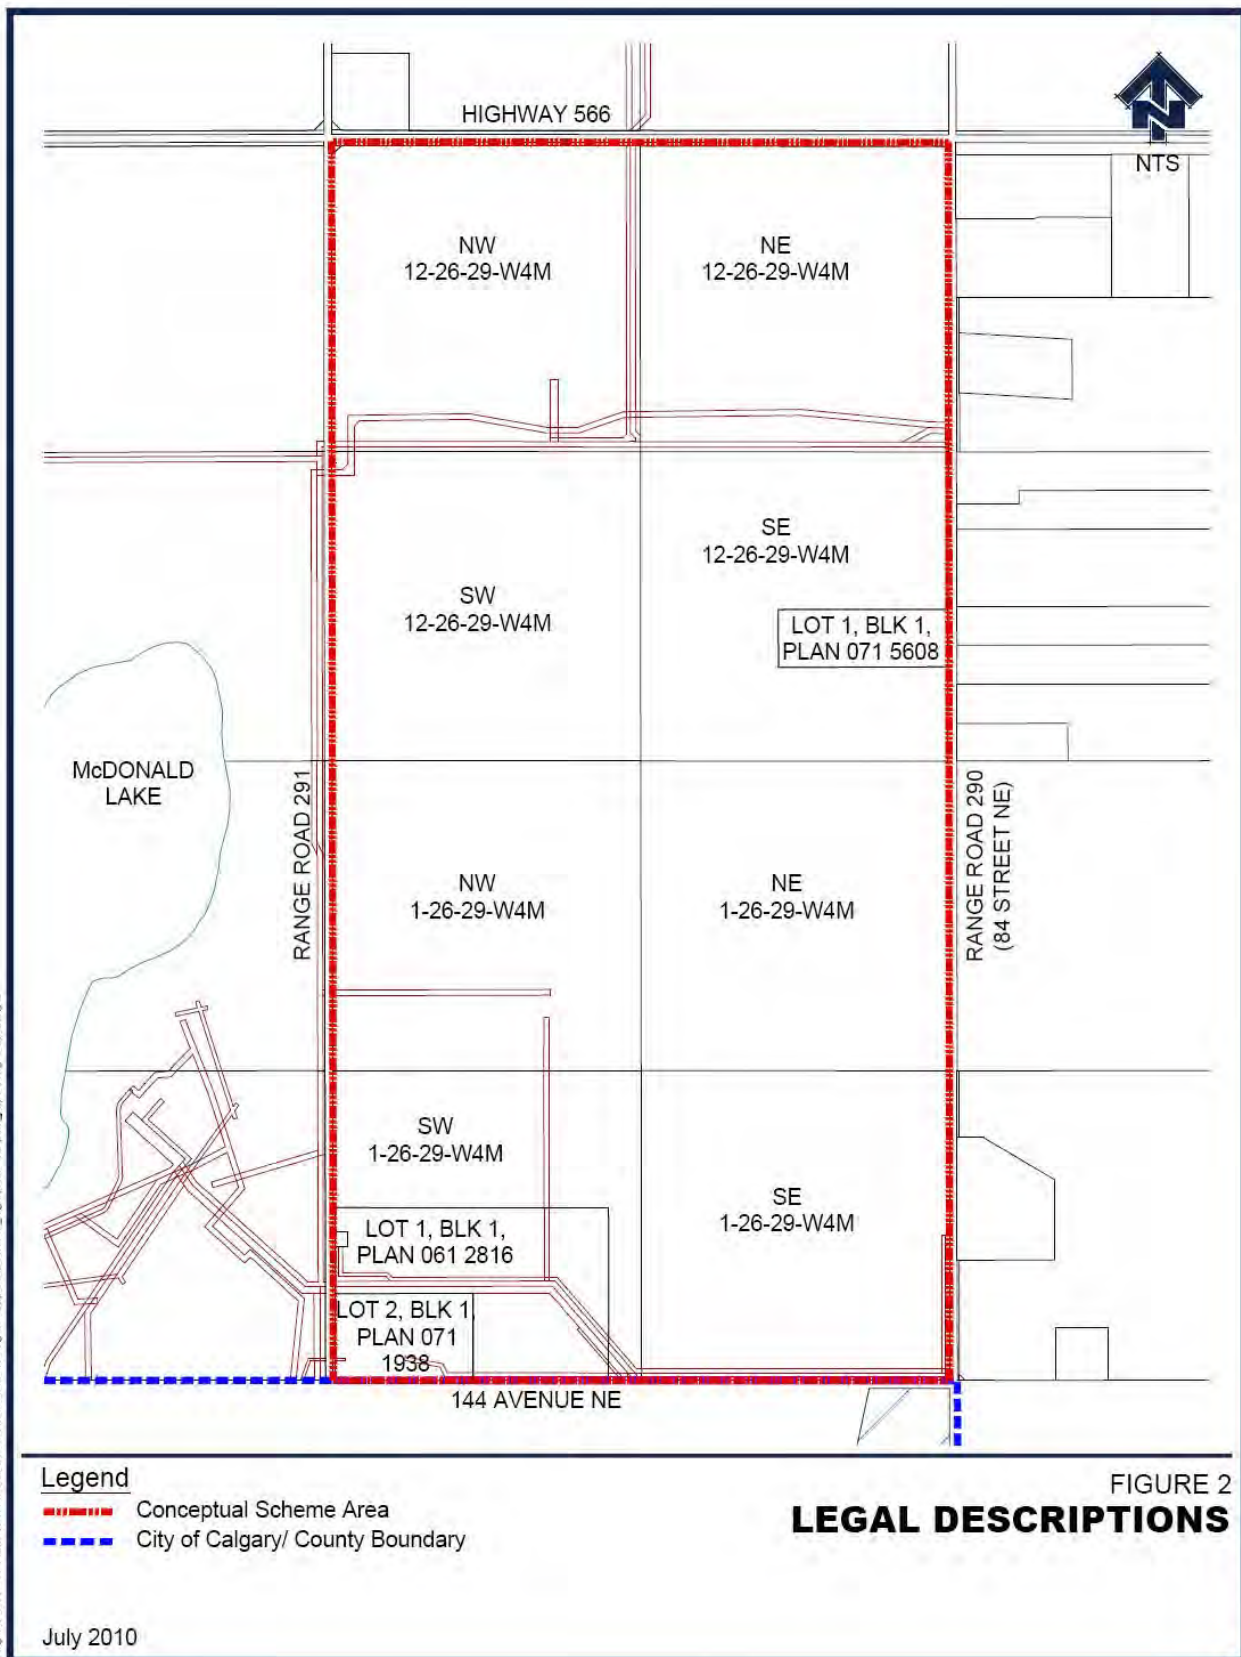 HIGHWAY 566
N
NTS
NW
12-26-29-W4M
NE
12-26-29-W4M
SW
12-26-29-W4M
SE
12-26-29-W4M
LOT 1, BLK 1,
PLAN 071 5608
McDONALD
LAKE
RANGE ROAD 291
RANGE ROAD 290
(84 STREET NE)
NW
1-26-29-W4M
NE
1-26-29-W4M
SW
1-26-29-W4M
SE
1-26-29-W4M
LOT 1, BLK 1,
PLAN 061 2816
LOT 2, BLK 1,
PLAN 071
1938
144 AVENUE NE
Legend
Conceptual Scheme Area
City of Calgary/ County Boundary
FIGURE 2
LEGAL DESCRIPTIONS
July 2010